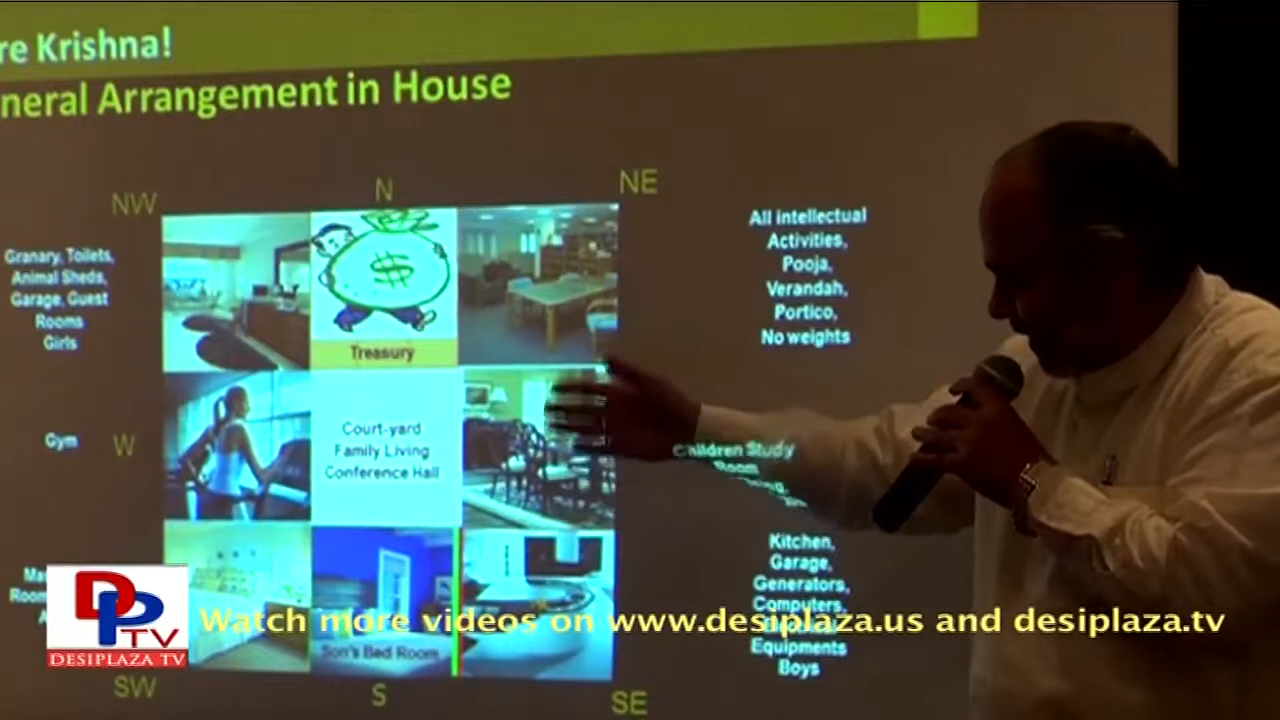 re Krishna!
neral Arrangement in House
NW
N
NE
Granary, Toilets,
Animal Sheds,
Garage, Guest
Rooms
Girls
Treasury
All intellectual
Activities,
Pooja,
Verandah,
Portico,
No weights
Gym
W
Court-yard
Family Living
Conference Hall
Children Study
Room
Son's Bed Room
Kitchen,
Garage,
Generators,
Computers,
Equipments
Boys
SW
S
SE
DPTV
DESIPLAZA TV
Watch more videos on www.desiplaza.us and desiplaza.tv